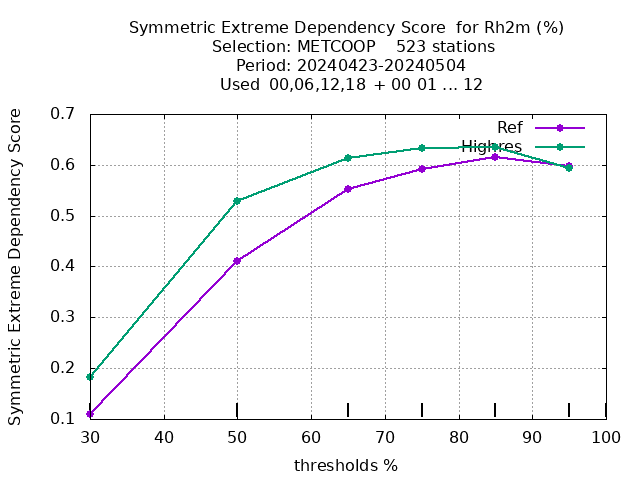 Symmetric Extreme Dependency Score  for Rh2m (%)
Selection: METCOOP    523 stations
Period: 20240423-20240504
Used  00,06,12,18  + 00 01 ... 12
Symmetric Extreme Dependency Score
0.7
0.6
0.5
0.4
0.3
0.2
0.1
Ref
Highres
30 40 50 60 70 80 90 100
thresholds %